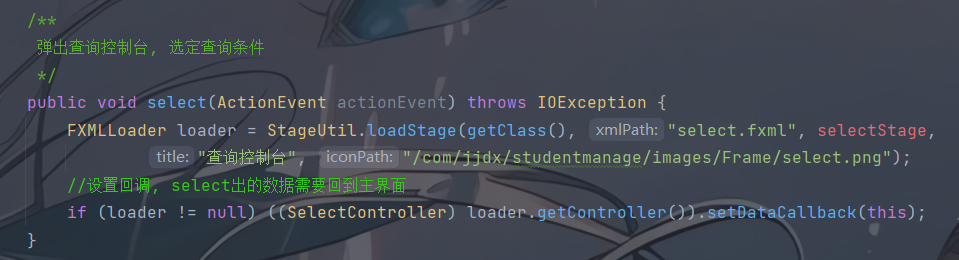 /**
弹出查询控制台, 选定查询条件
*/
public void select(ActionEvent actionEvent) throws IOException {
FXMLLoader loader = StageUtil.loadStage(getClass(), xmlPath: "select.fxml", selectStage,
title: "查询控制台", iconPath: "/com/jjdx/studentmanage/images/Frame/select.png");
//设置回调, select出的数据需要回到主界面
if (loader != null) ((SelectController) loader.getController()).setDataCallback(this);
}